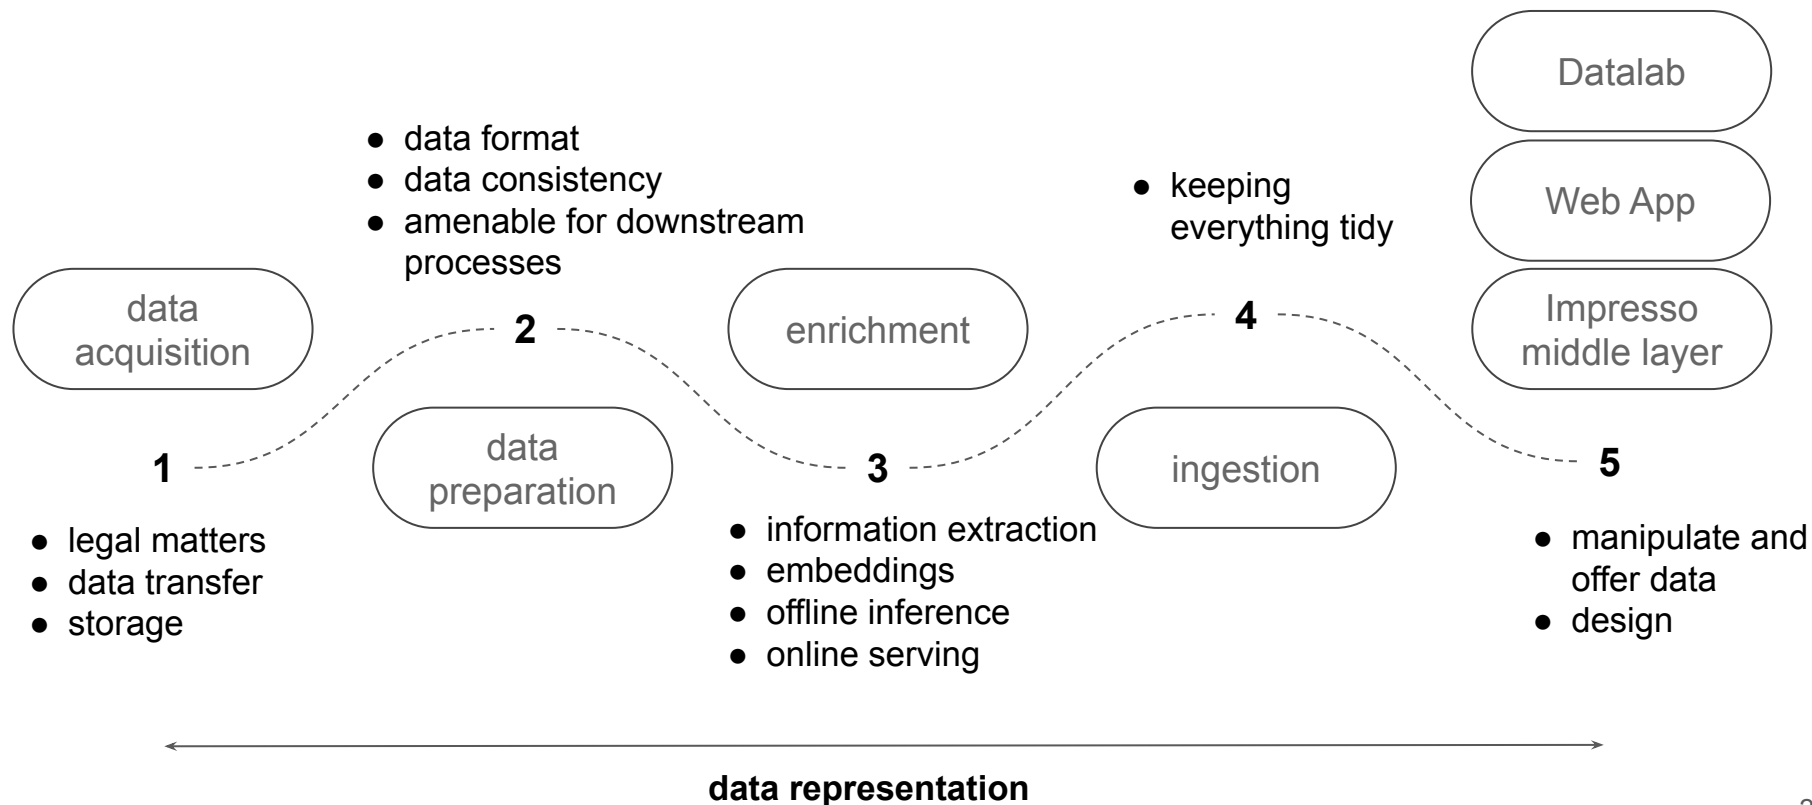 data
acquisition
1
● legal matters
● data transfer
● storage
● data format
● data consistency
● amenable for downstream
processes
2
data
preparation
enrichment
3
● information extraction
● embeddings
● offline inference
● online serving
● keeping
everything tidy
4
ingestion
Datalab
Web App
Impresso
middle layer
5
● manipulate and
offer data
● design
data representation